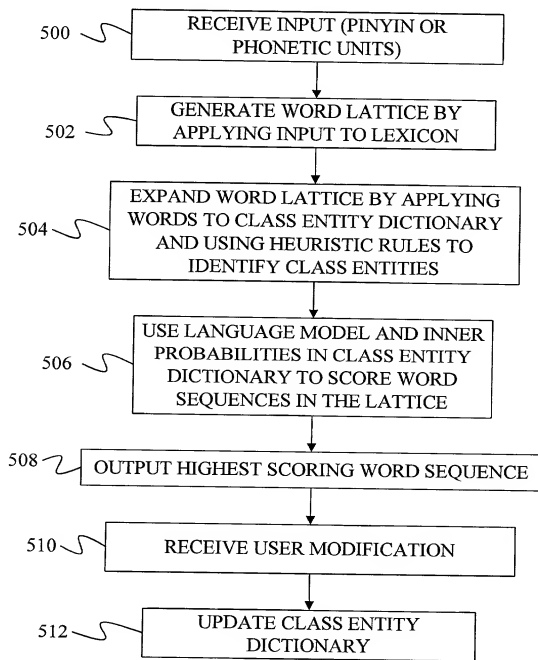 500
RECEIVE INPUT (PINYIN OR
PHONETIC UNITS)
502
GENERATE WORD LATTICE BY
APPLYING INPUT TO LEXICON
504
EXPAND WORD LATTICE BY APPLYING
WORDS TO CLASS ENTITY DICTIONARY
AND USING HEURISTIC RULES TO
IDENTIFY CLASS ENTITIES
506
USE LANGUAGE MODEL AND INNER
PROBABILITIES IN CLASS ENTITY
DICTIONARY TO SCORE WORD
SEQUENCES IN THE LATTICE
508
OUTPUT HIGHEST SCORING WORD SEQUENCE
510
RECEIVE USER MODIFICATION
512
UPDATE CLASS ENTITY
DICTIONARY